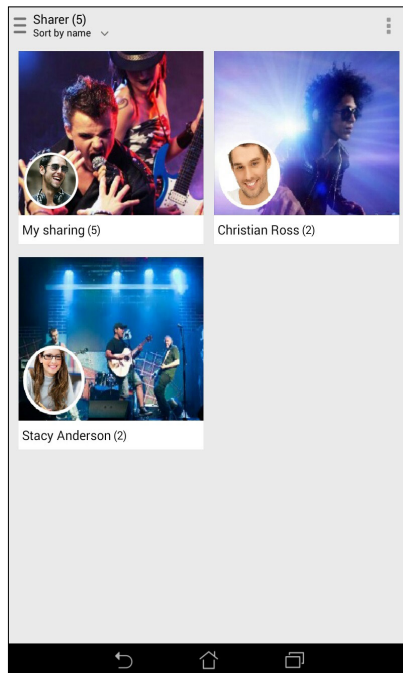 Sharer (5)
Sort by name
My sharing (5)
Christian Ross (2)
Stacy Anderson (2)